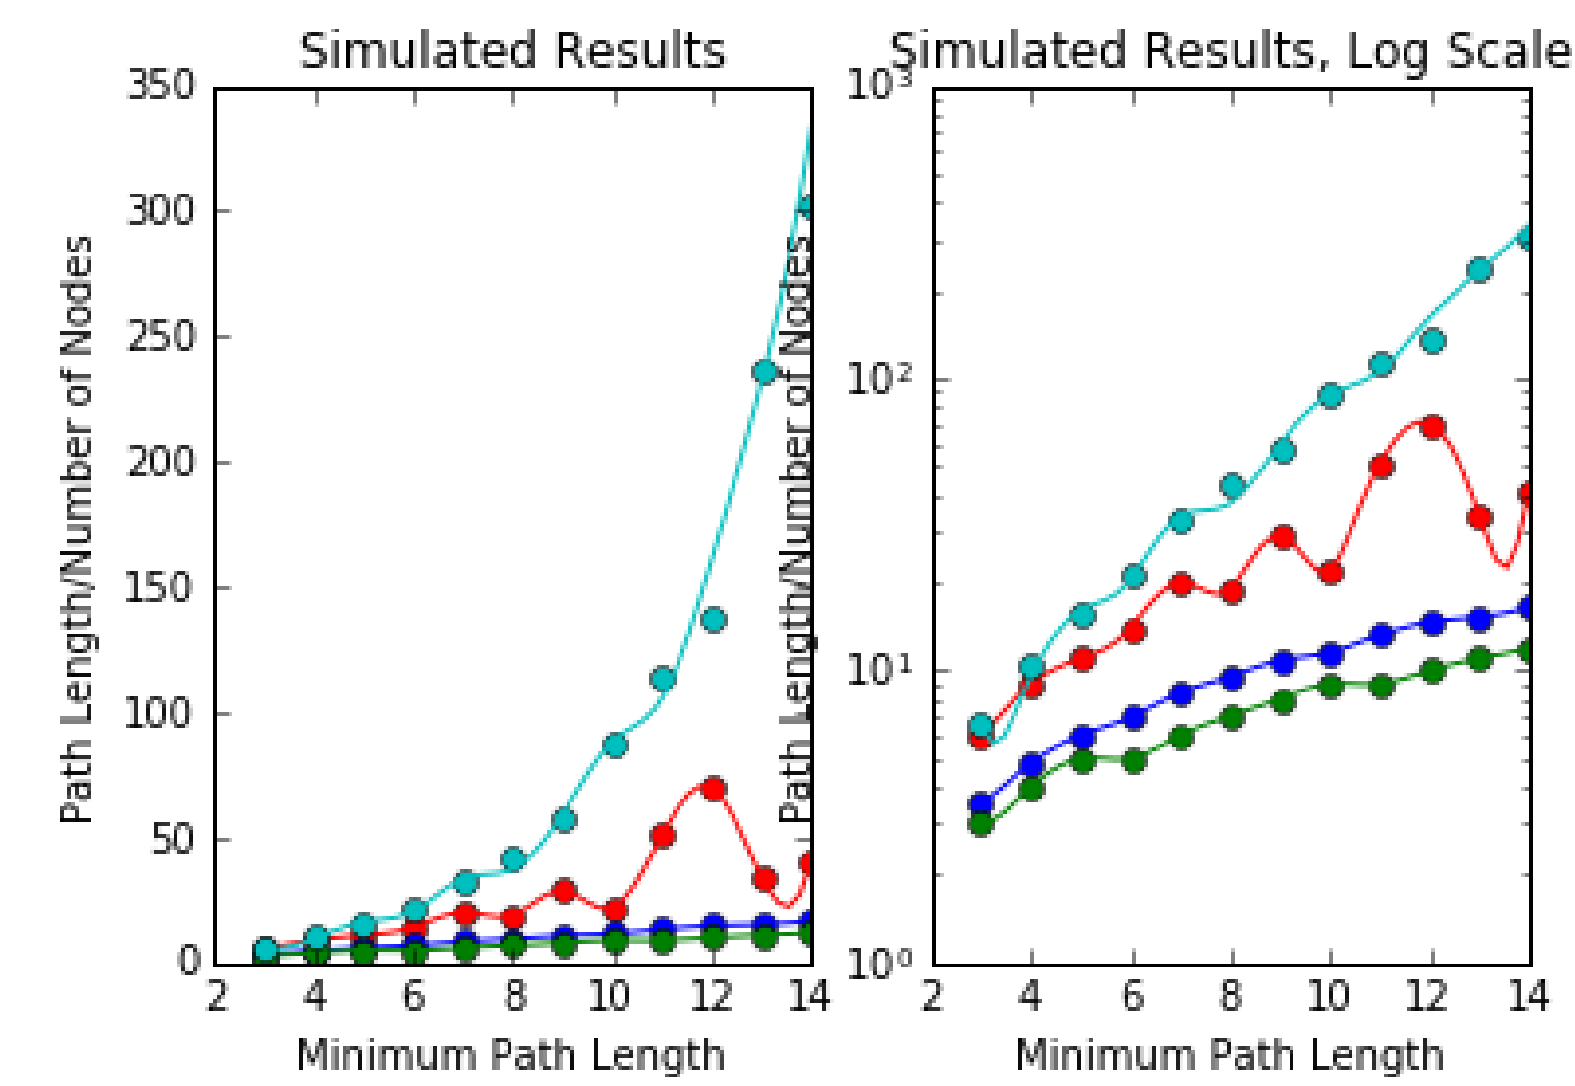 Simulated Results
350
300
250
200
150
100
50
0
Path Length/Number of Nodes
2 4 6 8 10 12 14
Minimum Path Length
Simulated Results, Log Scale
10³
10²
10¹
10⁰
Path Length/Number of Nodes
2 4 6 8 10 12 14
Minimum Path Length